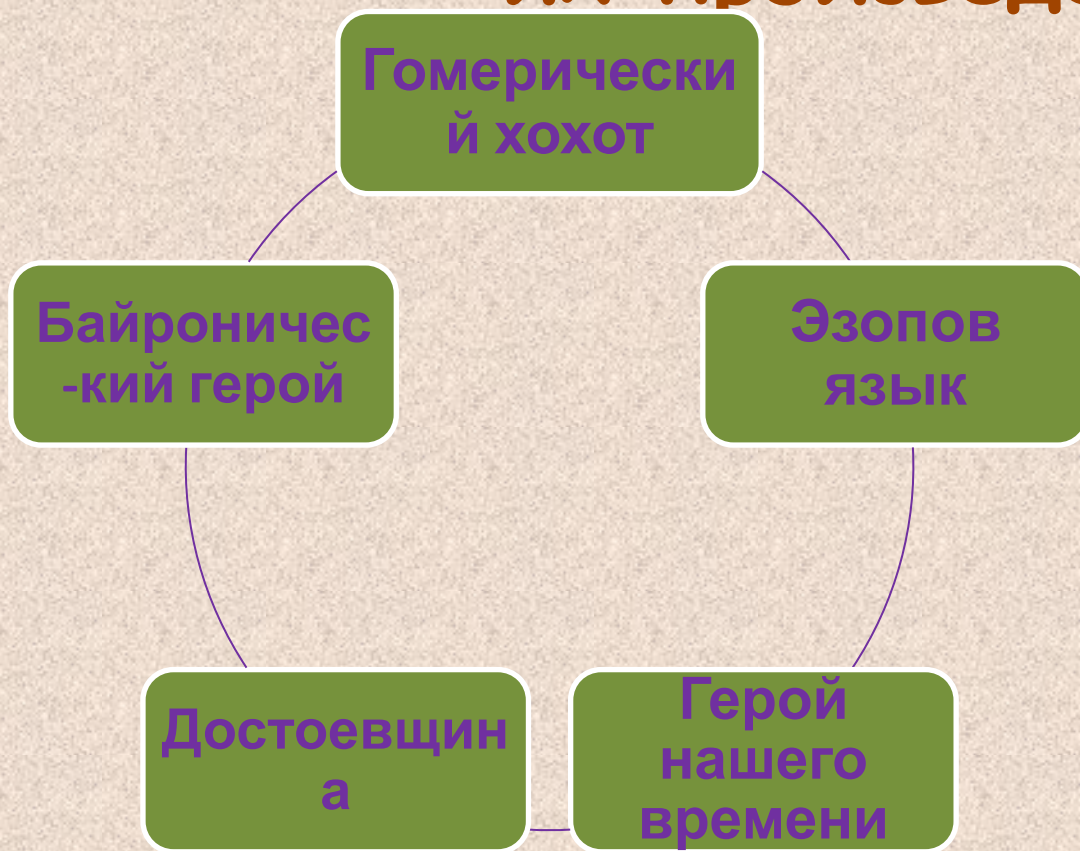 Гомерически
й хохот
Байроничес
-кий герой
Эзопов
язык
Достоевщин
а
Герой
нашего
времени